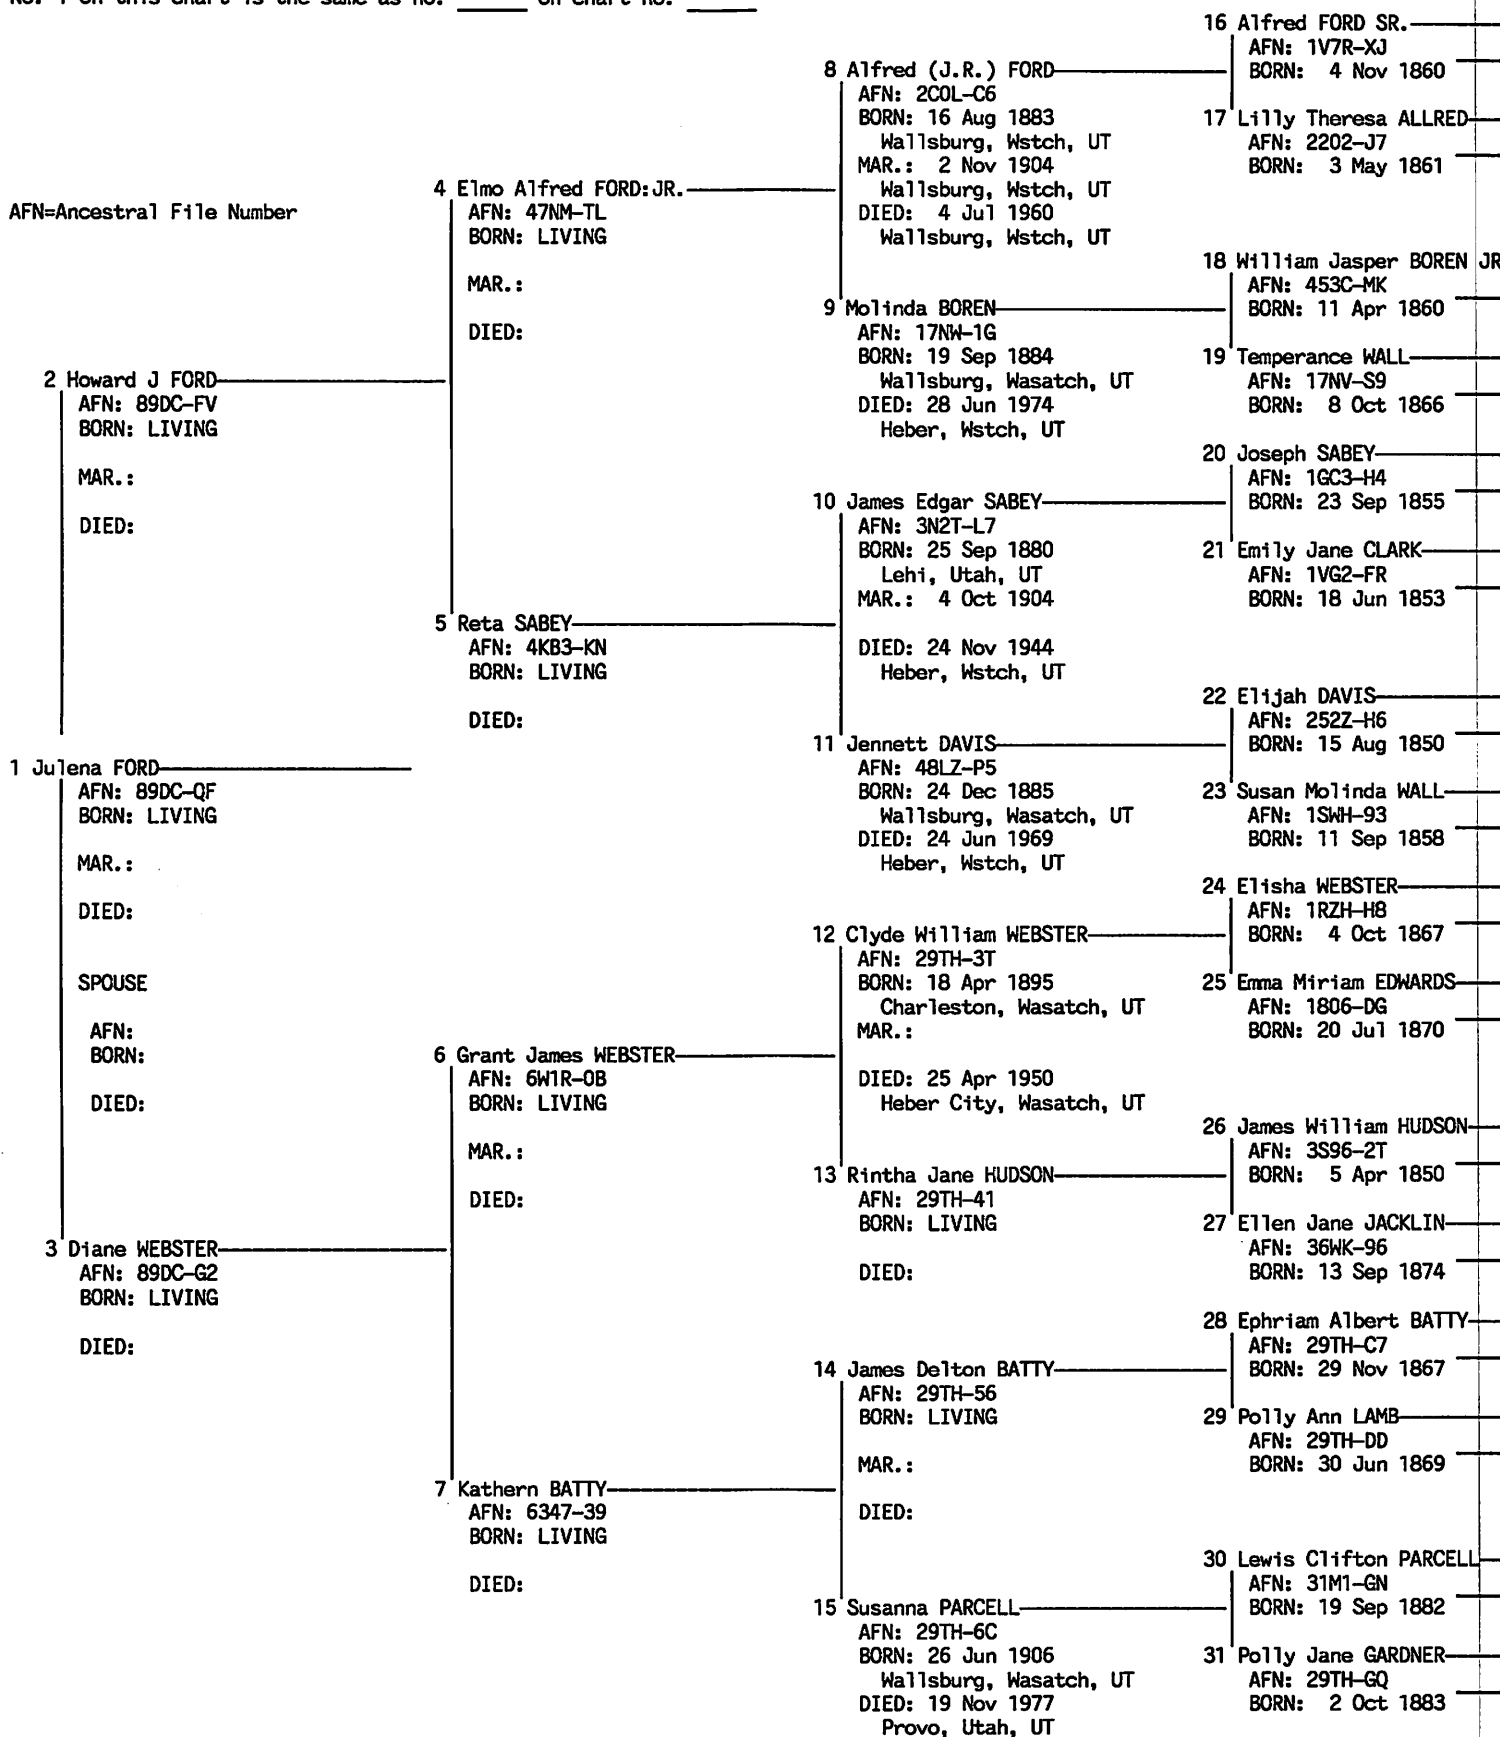 No. 1 on this chart is the same as no. ______ on chart no. ______
AFN=Ancestral File Number
1 Julena FORD
AFN: 89DC-QF
BORN: LIVING
MAR.:
DIED:
SPOUSE
AFN:
BORN:
DIED:
2 Howard J FORD
AFN: 89DC-FV
BORN: LIVING
MAR.:
DIED:
3 Diane WEBSTER
AFN: 89DC-G2
BORN: LIVING
DIED:
4 Elmo Alfred FORD:JR.
AFN: 47NM-TL
BORN: LIVING
MAR.:
DIED:
5 Reta SABEY
AFN: 4KB3-KN
BORN: LIVING
DIED:
6 Grant James WEBSTER
AFN: 6W1R-0B
BORN: LIVING
MAR.:
DIED:
7 Kathern BATTY
AFN: 6347-39
BORN: LIVING
DIED:
8 Alfred (J.R.) FORD
AFN: 2C0L-C6
BORN: 16 Aug 1883
Wallsburg, Wstch, UT
MAR.: 2 Nov 1904
Wallsburg, Wstch, UT
DIED: 4 Jul 1960
Wallsburg, Wstch, UT
9 Molinda BOREN
AFN: 17NW-1G
BORN: 19 Sep 1884
Wallsburg, Wasatch, UT
DIED: 28 Jun 1974
Heber, Wstch, UT
10 James Edgar SABEY
AFN: 3N2T-L7
BORN: 25 Sep 1880
Lehi, Utah, UT
MAR.: 4 Oct 1904
DIED: 24 Nov 1944
Heber, Wstch, UT
11 Jennett DAVIS
AFN: 48LZ-P5
BORN: 24 Dec 1885
Wallsburg, Wasatch, UT
DIED: 24 Jun 1969
Heber, Wstch, UT
12 Clyde William WEBSTER
AFN: 29TH-3T
BORN: 18 Apr 1895
Charleston, Wasatch, UT
MAR.:
DIED: 25 Apr 1950
Heber City, Wasatch, UT
13 Rintha Jane HUDSON
AFN: 29TH-41
BORN: LIVING
DIED:
14 James Delton BATTY
AFN: 29TH-56
BORN: LIVING
MAR.:
DIED:
15 Susanna PARCELL
AFN: 29TH-6C
BORN: 26 Jun 1906
Wallsburg, Wasatch, UT
DIED: 19 Nov 1977
Provo, Utah, UT
16 Alfred FORD SR.
AFN: 1V7R-XJ
BORN: 4 Nov 1860
17 Lilly Theresa ALLRED
AFN: 2202-J7
BORN: 3 May 1861
18 William Jasper BOREN JR
AFN: 453C-MK
BORN: 11 Apr 1860
19 Temperance WALL
AFN: 17NV-S9
BORN: 8 Oct 1866
20 Joseph SABEY
AFN: 1GC3-H4
BORN: 23 Sep 1855
21 Emily Jane CLARK
AFN: 1VG2-FR
BORN: 18 Jun 1853
22 Elijah DAVIS
AFN: 252Z-H6
BORN: 15 Aug 1850
23 Susan Molinda WALL
AFN: 1SWH-93
BORN: 11 Sep 1858
24 Elisha WEBSTER
AFN: 1RZH-H8
BORN: 4 Oct 1867
25 Emma Miriam EDWARDS
AFN: 1806-DG
BORN: 20 Jul 1870
26 James William HUDSON
AFN: 3S96-2T
BORN: 5 Apr 1850
27 Ellen Jane JACKLIN
AFN: 36WK-96
BORN: 13 Sep 1874
28 Ephriam Albert BATTY
AFN: 29TH-C7
BORN: 29 Nov 1867
29 Polly Ann LAMB
AFN: 29TH-DD
BORN: 30 Jun 1869
30 Lewis Clifton PARCELL
AFN: 31M1-GN
BORN: 19 Sep 1882
31 Polly Jane GARDNER
AFN: 29TH-GQ
BORN: 2 Oct 1883